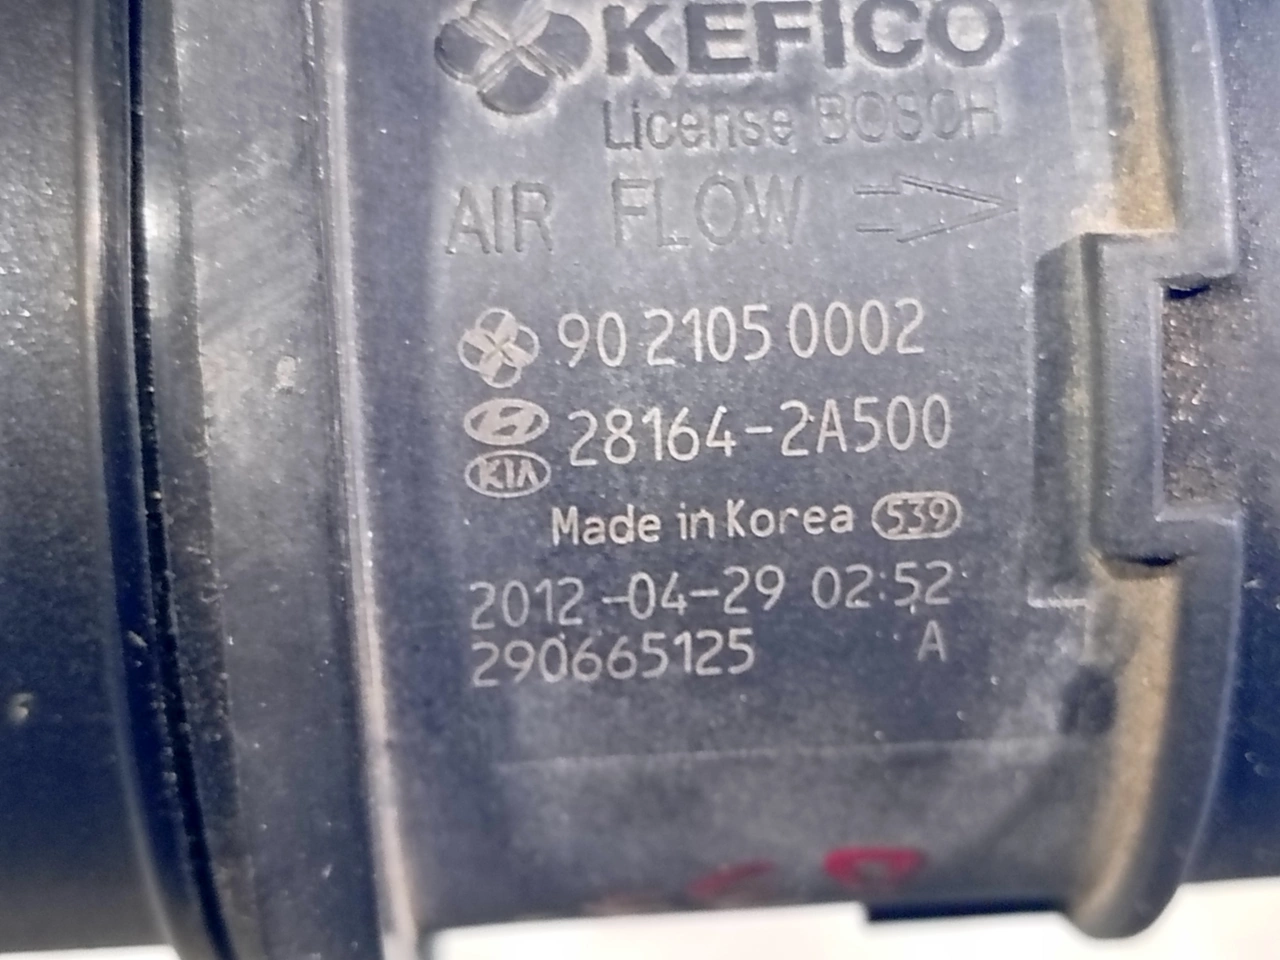 KEFICO
License BOSCH
AIR FLOW
90 2105 0002
28164-2A500
KIA
Made in Korea 539
2012-04-29 02:52
290665125 A